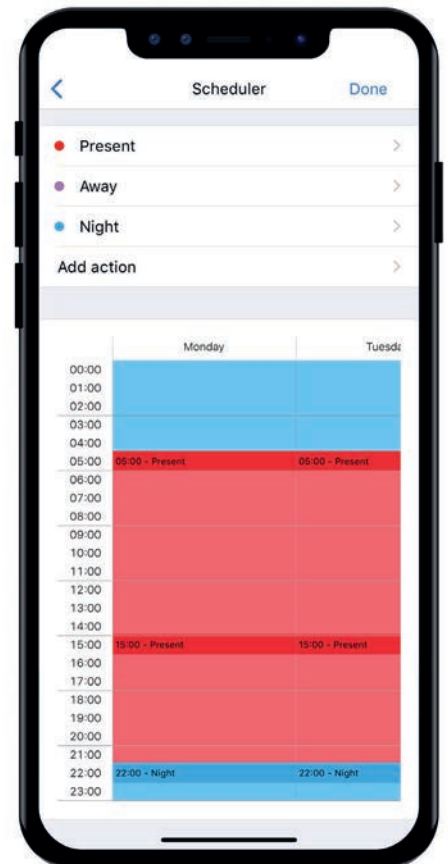 Scheduler Done
Present
Away
Night
Add action
Monday Tuesda
00:00
01:00
02:00
03:00
04:00
05:00 05:00 - Present 05:00 - Present
06:00
07:00
08:00
09:00
10:00
11:00
12:00
13:00
14:00
15:00 15:00 - Present 15:00 - Present
16:00
17:00
18:00
19:00
20:00
21:00
22:00 22:00 - Night 22:00 - Night
23:00